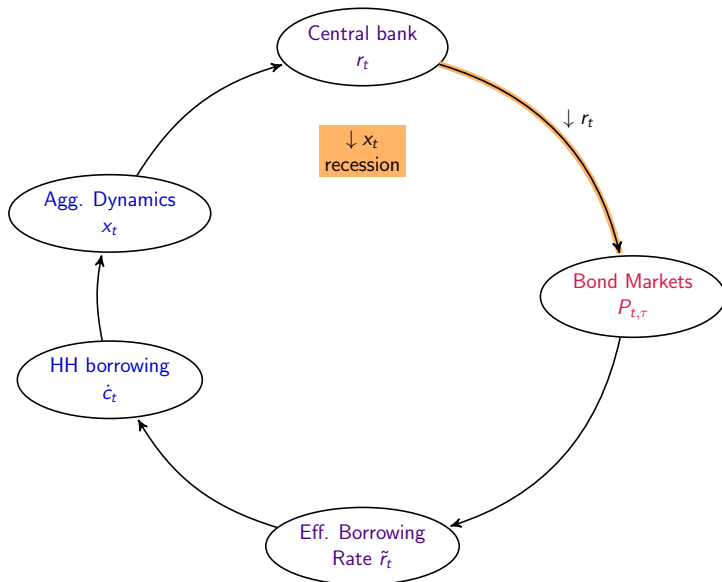 Central bank
r_t
↓ r_t
↓ x_t
recession
Agg. Dynamics
x_t
Bond Markets
P_{t,τ}
HH borrowing
ċ_t
Eff. Borrowing
Rate r̃_t